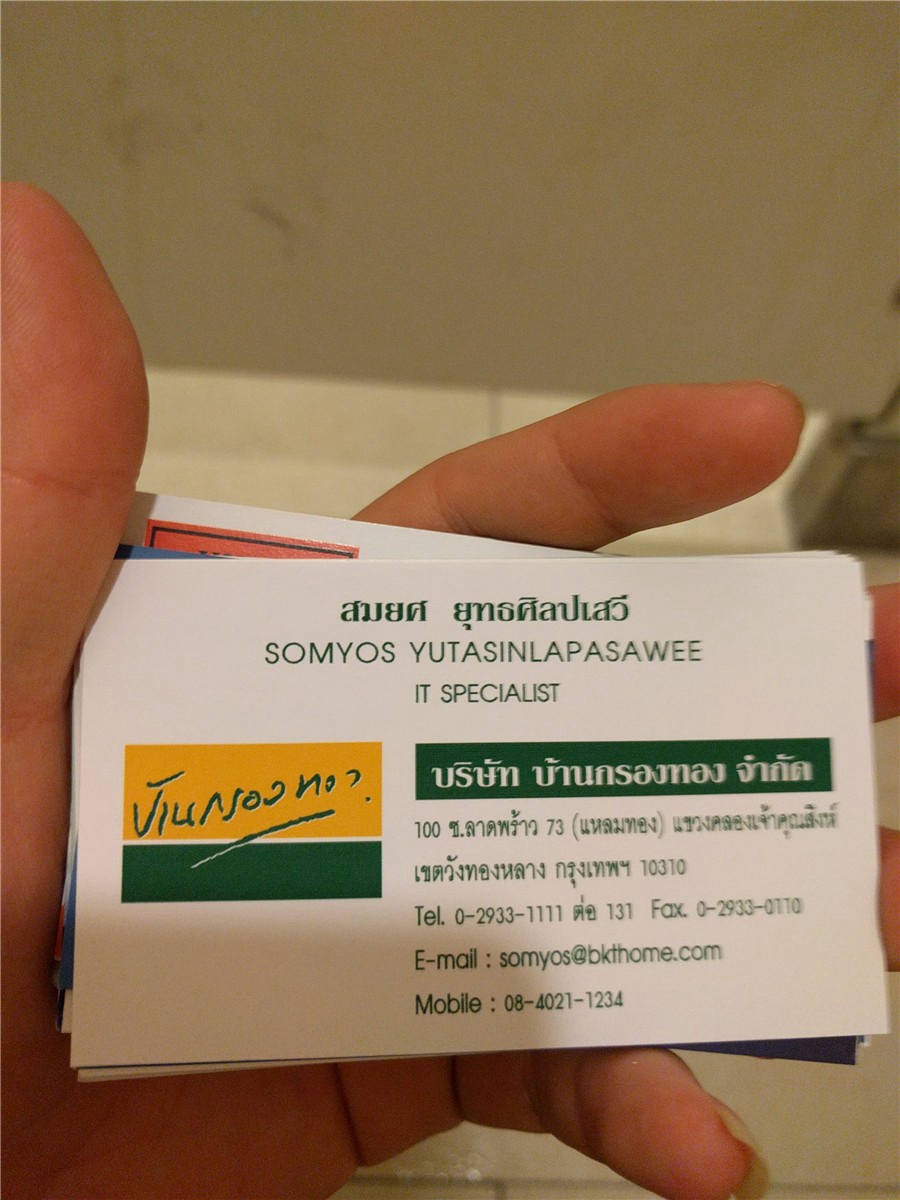 สมยศ ยุทธศิลปเสวี
SOMYOS YUTASINLAPASAWEE
IT SPECIALIST
บ้านกรองทอง
บริษัท บ้านกรองทอง จำกัด
100 ซ.ลาดพร้าว 73 (แหลมทอง) แขวงคลองเจ้าคุณสิงห์
เขตวังทองหลาง กรุงเทพฯ 10310
Tel. 0-2933-1111 ต่อ 131 Fax. 0-2933-0110
E-mail : somyos@bkthome.com
Mobile : 08-4021-1234